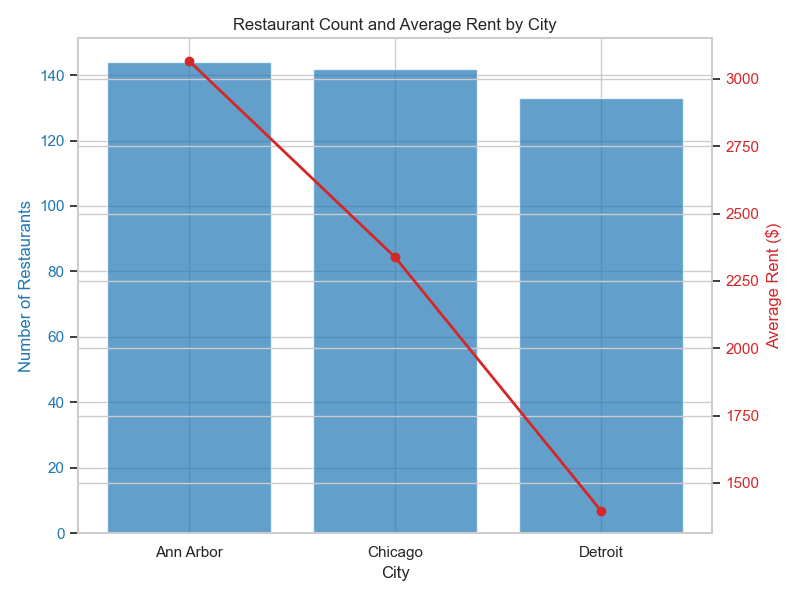 Restaurant Count and Average Rent by City
Number of Restaurants
140
120
100
80
60
40
20
0
3000
2750
2500
2250
2000
1750
1500
Average Rent ($)
Ann Arbor
Chicago
Detroit
City